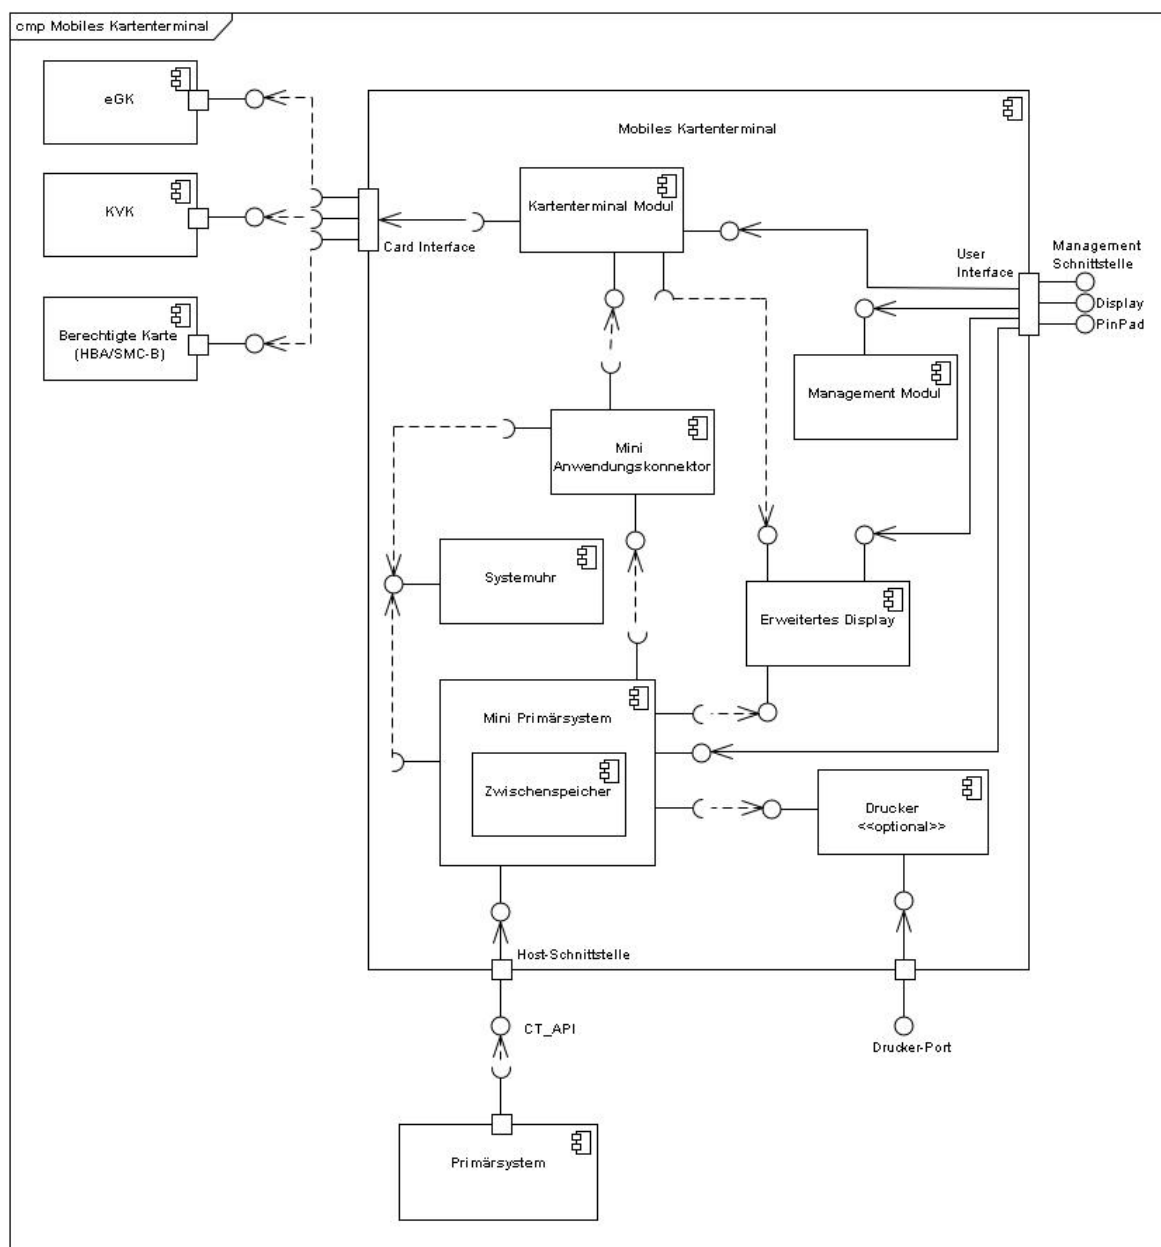 cmp Mobiles Kartenterminal
eGK
KVK
Berechtigte Karte
(HBA/SMC-B)
Mobiles Kartenterminal
Kartenterminal Modul
Card Interface
User
Interface
Management
Schnittstelle
Display
PinPad
Management Modul
Mini
Anwendungskonnektor
Systemuhr
Erweitertes Display
Mini Primärsystem
Zwischenspeicher
Drucker
<<optional>>
Host-Schnittstelle
CT_API
Drucker-Port
Primärsystem